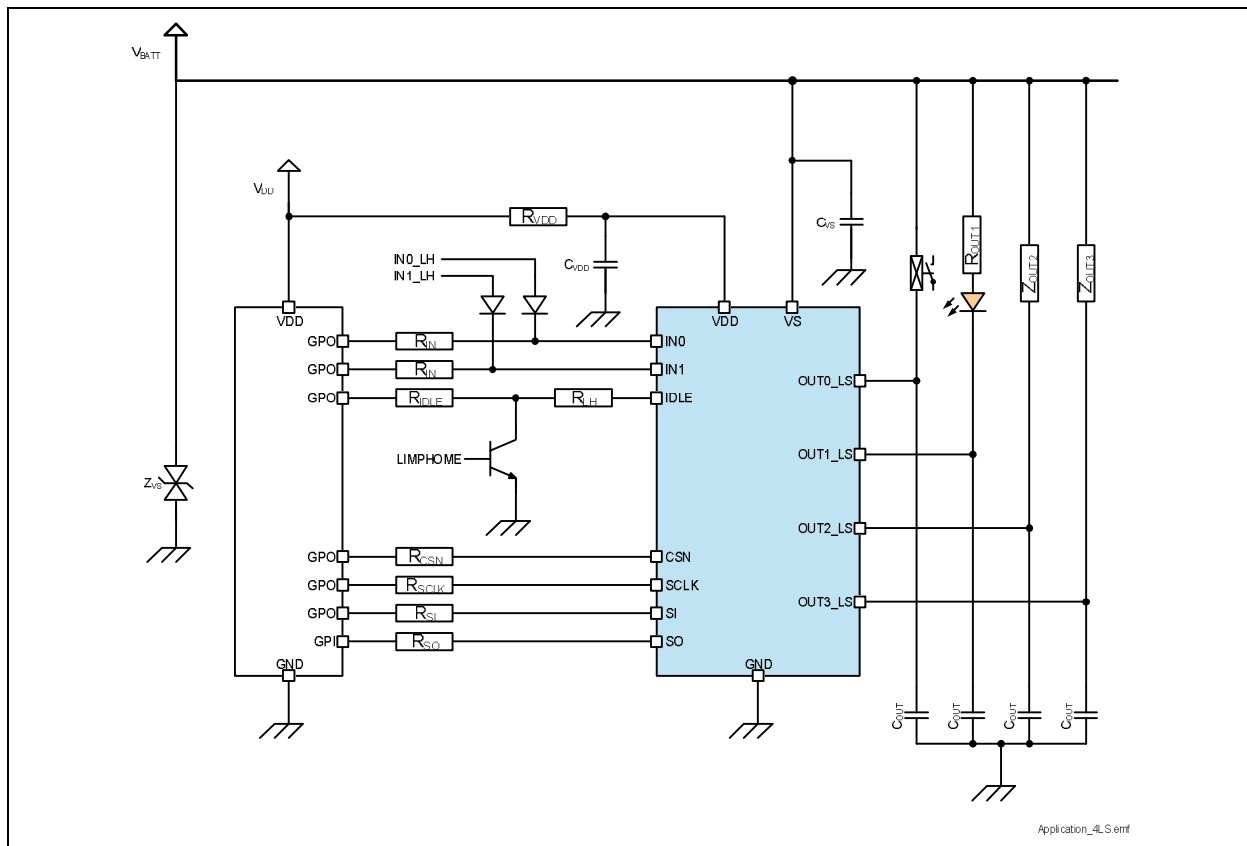 VBATT
VDD
RVDD
CVDD
CVS
IN0_LH
IN1_LH
ROUT1
ZOUT2
ZOUT3
VDD
VDD
VS
GPO
RIN
IN0
GPO
RIN
IN1
GPO
RIDLE
RLH
IDLE
OUT0_LS
LIMPHOME
OUT1_LS
ZVS
OUT2_LS
GPO
RCSN
CSN
GPO
RSCLK
SCLK
OUT3_LS
GPO
RSI
SI
GPI
RSO
SO
GND
GND
COUT
COUT
COUT
COUT
Application_4LS.emf